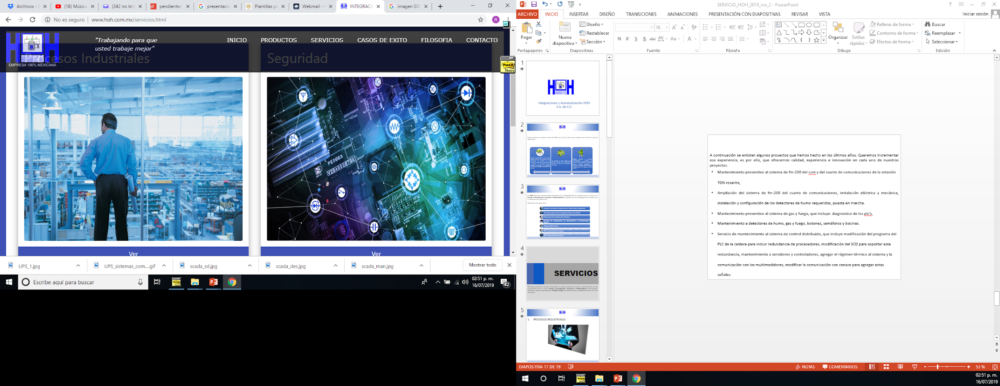 Archivos - D
(18) Música
(342 no leíd
pendientes
presentacio
Plantillas pa
Webmail - P
INTEGRACI
imagen SIS
No es seguro
www.hoh.com.mx/servicios.html
HOH
EMPRESA 100% MEXICANA
"Trabajando para que
usted trabaje mejor"
INICIO
PRODUCTOS
SERVICIOS
CASOS DE EXITO
FILOSOFIA
CONTACTO
Procesos Industriales
Seguridad
Post-it
Notes
PE0663
V28A000879A1
Ver
Ver
UPS_1.jpg
UPS_sistemas_com....gif
scada_sd.jpg
scada_des.jpg
scada_man.jpg
Mostrar todo
Escribe aquí para buscar
02:51 p. m.
16/07/2019
42
SERVICIO_HOH_2019_rve_2 - PowerPoint
ARCHIVO
INICIO
INSERTAR
DISEÑO
TRANSICIONES
ANIMACIONES
PRESENTACIÓN CON DIAPOSITIVAS
REVISAR
VISTA
Iniciar sesión
Pegar
Portapapeles
Nueva
diapositiva
Diseño
Restablecer
Sección
Diapositivas
16
N K S S abc AV Aa A
Fuente
Párrafo
Organizar
Estilos
rápidos
Relleno de forma
Contorno de forma
Efectos de forma
Dibujo
Buscar
Reemplazar
Seleccionar
Edición
1
HOH
Integraciones y Automatización HOH
S.A. de C.V.
2
HOH
3
HOH
4
SERVICIOS
5
HOH
1. PROCESOS INDUSTRIALES.
A continuación se enlistan algunos proyectos que hemos hecho en los últimos años. Queremos incrementar
esa experiencia, es por ello, que ofrecemos calidad, experiencia e innovación en cada uno de nuestros
proyectos.
• Mantenimiento preventivo al sistema de fm-200 del ccm y del cuarto de comunicaciones de la estación
TGN rosarito,
• Ampliación del sistema de fm-200 del cuarto de comunicaciones, instalación eléctrica y mecánica,
instalación y configuración de los detectores de humo requeridos, puesta en marcha.
• Mantenimiento preventivo al sistema de gas y fuego, que incluye: diagnostico de los plc's,
• Mantenimiento a detectores de humo, gas y fuego, botones, semáforos y bocinas.
• Servicio de mantenimiento al sistema de control distribuido, que incluye modificación del programa del
PLC de la caldera para incluir redundancia de procesadores, modificación del SCD para soportar esta
redundancia, mantenimiento a servidores y controladores, agregar el régimen térmico al sistema y la
comunicación con los multimedidores, modificar la comunicación con cenace para agregar estas
señales.
DIAPOSITIVA 17 DE 19
NOTAS
COMENTARIOS
53 %
02:51 p. m.
16/07/2019